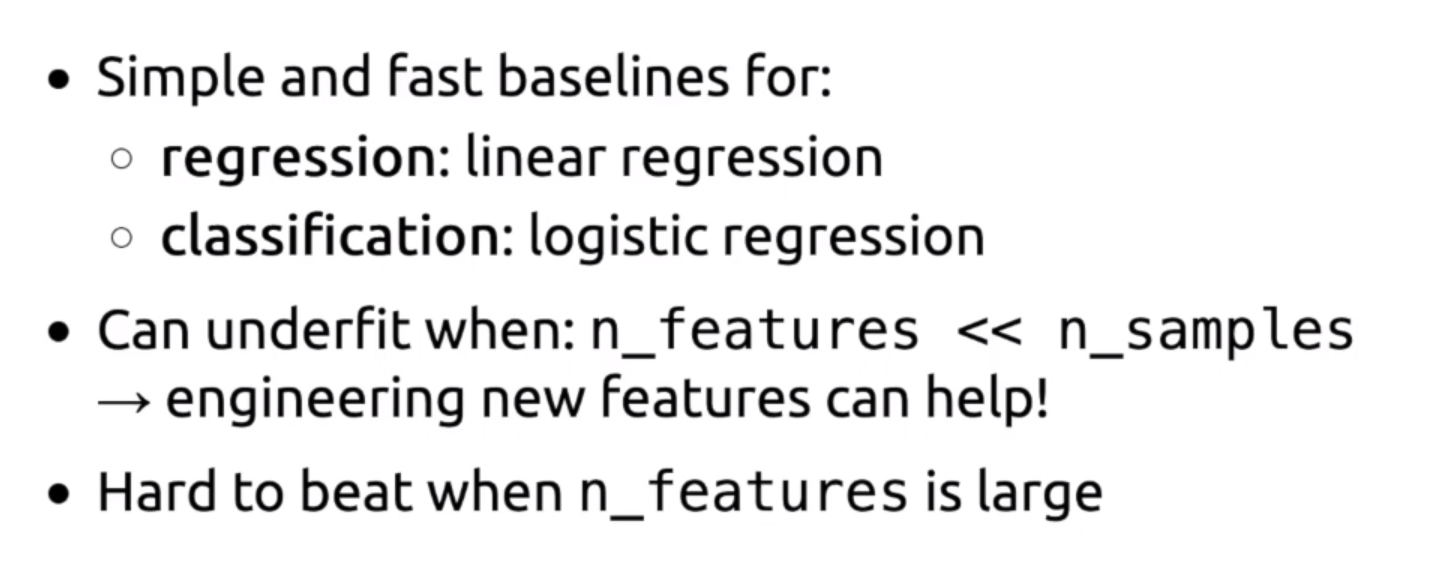 • Simple and fast baselines for:
○ regression: linear regression
○ classification: logistic regression
• Can underfit when: n_features << n_samples
→ engineering new features can help!
• Hard to beat when n_features is large